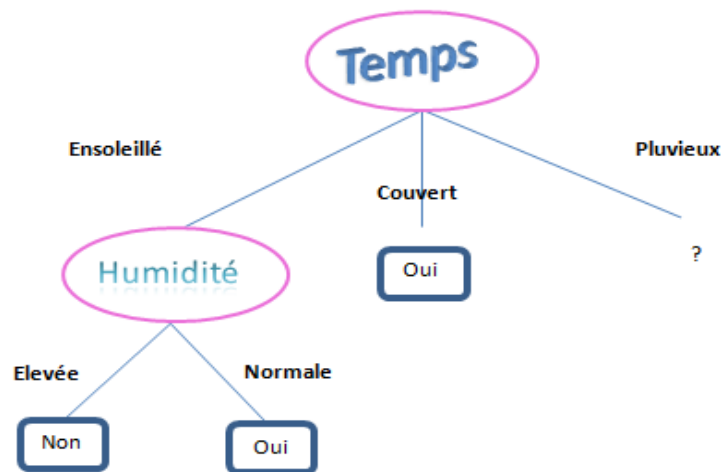 Temps
Ensoleillé
Pluvieux
Couvert
?
Humidité
Oui
Elevée
Normale
Non
Oui